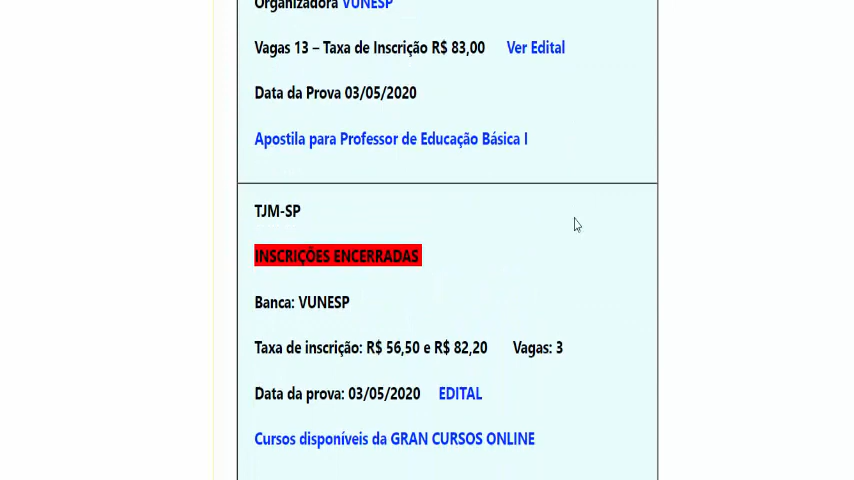 Organizadora VUNESP
Vagas 13 – Taxa de Inscrição R$ 83,00 Ver Edital
Data da Prova 03/05/2020
Apostila para Professor de Educação Básica I
TJM-SP
INSCRIÇÕES ENCERRADAS
Banca: VUNESP
Taxa de inscrição: R$ 56,50 e R$ 82,20 Vagas: 3
Data da prova: 03/05/2020 EDITAL
Cursos disponíveis da GRAN CURSOS ONLINE